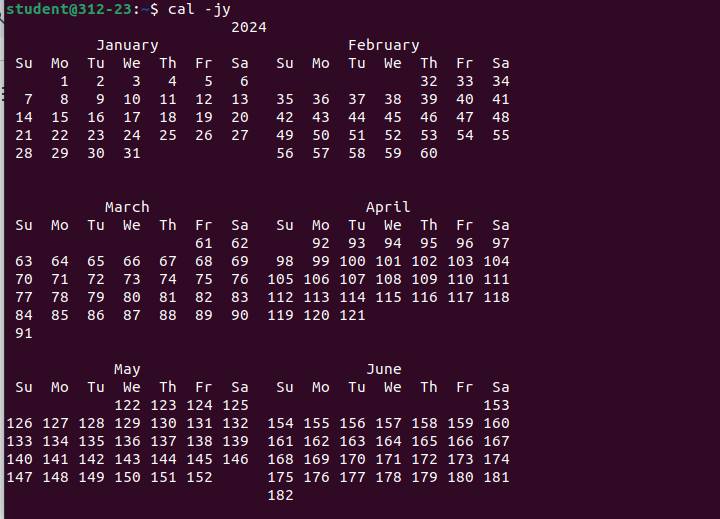 student@312-23:~$ cal -jy
                         2024
          January                     February
 Su  Mo  Tu  We  Th  Fr  Sa   Su  Mo  Tu  We  Th  Fr  Sa
      1   2   3   4   5   6                   32  33  34
  7   8   9  10  11  12  13   35  36  37  38  39  40  41
 14  15  16  17  18  19  20   42  43  44  45  46  47  48
 21  22  23  24  25  26  27   49  50  51  52  53  54  55
 28  29  30  31               56  57  58  59  60
           March                        April
 Su  Mo  Tu  We  Th  Fr  Sa   Su  Mo  Tu  We  Th  Fr  Sa
                     61  62       92  93  94  95  96  97
 63  64  65  66  67  68  69   98  99 100 101 102 103 104
 70  71  72  73  74  75  76  105 106 107 108 109 110 111
 77  78  79  80  81  82  83  112 113 114 115 116 117 118
 84  85  86  87  88  89  90  119 120 121
 91
            May                         June
 Su  Mo  Tu  We  Th  Fr  Sa   Su  Mo  Tu  We  Th  Fr  Sa
            122 123 124 125                          153
126 127 128 129 130 131 132  154 155 156 157 158 159 160
133 134 135 136 137 138 139  161 162 163 164 165 166 167
140 141 142 143 144 145 146  168 169 170 171 172 173 174
147 148 149 150 151 152      175 176 177 178 179 180 181
                             182